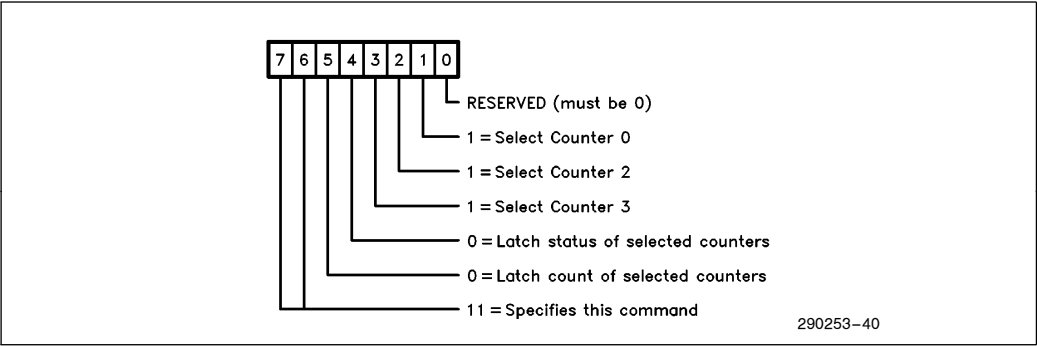 7 6 5 4 3 2 1 0
RESERVED (must be 0)
1 = Select Counter 0
1 = Select Counter 2
1 = Select Counter 3
0 = Latch status of selected counters
0 = Latch count of selected counters
11 = Specifies this command
290253-40